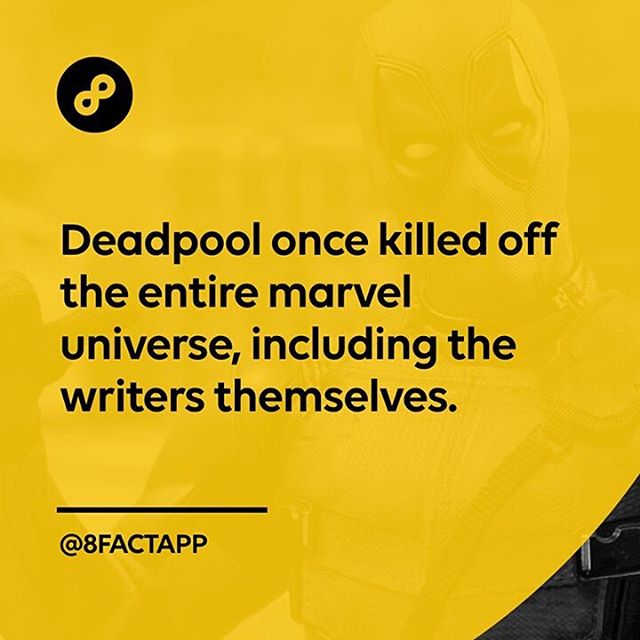 Deadpool once killed off
the entire marvel
universe, including the
writers themselves.
@8FACTAPP